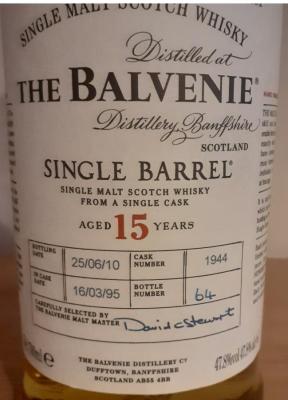 SINGLE MALT SCOTCH WHISKY
Distilled at
THE BALVENIE®
Distillery, Banffshire
SCOTLAND
SINGLE BARREL®
SINGLE MALT SCOTCH WHISKY
FROM A SINGLE CASK
AGED 15 YEARS
BOTTLING DATE 25/06/10 CASK NUMBER 1944
IN CASK DATE 16/03/95 BOTTLE NUMBER 64
CAREFULLY SELECTED BY
THE BALVENIE MALT MASTER David C Stewart
THE BALVENIE DISTILLERY Co
DUFFTOWN, BANFFSHIRE
SCOTLAND AB55 4BB
47.8%vol